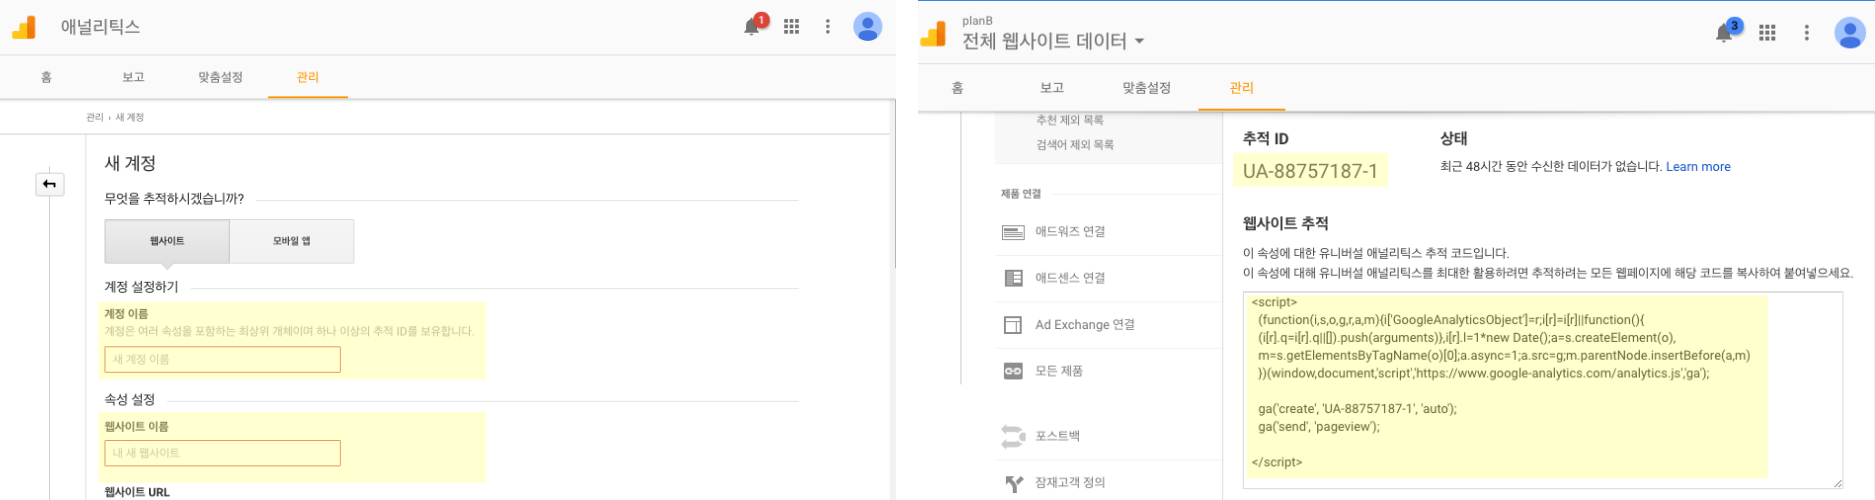 애널리틱스
1
홈
보고
맞춤설정
관리
관리 › 새 계정
새 계정
무엇을 추적하시겠습니까?
웹사이트
모바일 앱
계정 설정하기
계정 이름
계정은 여러 속성을 포함하는 최상위 개체이며 하나 이상의 추적 ID를 보유합니다.
새 계정 이름
속성 설정
웹사이트 이름
내 새 웹사이트
웹사이트 URL
planB
전체 웹사이트 데이터
3
홈
보고
맞춤설정
관리
추천 제외 목록
검색어 제외 목록
제품 연결
애드워즈 연결
애드센스 연결
Ad Exchange 연결
모든 제품
포스트백
잠재고객 정의
추적 ID
UA-88757187-1
상태
최근 48시간 동안 수신한 데이터가 없습니다. Learn more
웹사이트 추적
이 속성에 대한 유니버설 애널리틱스 추적 코드입니다.
이 속성에 대해 유니버설 애널리틱스를 최대한 활용하려면 추적하려는 모든 웹페이지에 해당 코드를 복사하여 붙여넣으세요.
<script>
(function(i,s,o,g,r,a,m){i['GoogleAnalyticsObject']=r;i[r]=i[r]||function(){
(i[r].q=i[r].q||[]).push(arguments)},i[r].l=1*new Date();a=s.createElement(o),
m=s.getElementsByTagName(o)[0];a.async=1;a.src=g;m.parentNode.insertBefore(a,m)
})(window,document,'script','https://www.google-analytics.com/analytics.js','ga');
ga('create', 'UA-88757187-1', 'auto');
ga('send', 'pageview');
</script>